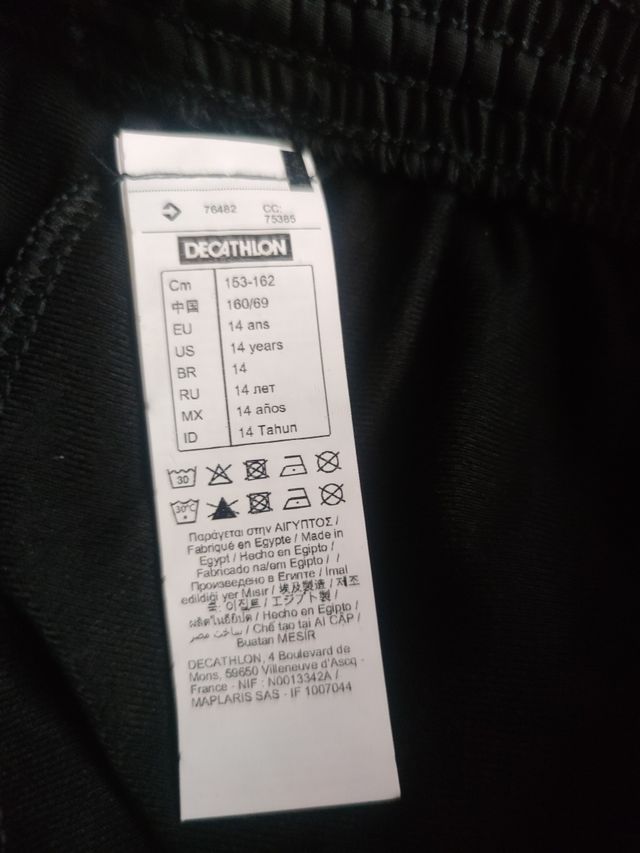 76482 CC: 75385
DECATHLON
Cm 153-162
中国 160/69
EU 14 ans
US 14 years
BR 14
RU 14 лет
MX 14 años
ID 14 Tahun
30
30°C
Παράγεται στην ΑΙΓΥΠΤΟΣ /
Fabriqué en Egypte / Made in
Egypt / Hecho en Egipto /
Fabricado na/em Egipto / /
Произведено в Египте / Imal
edildiği yer Mısır / 埃及製造 / 제조
국: 이집트 / エジプト製 /
ผลิตในอียิปต์ / Hecho en Egipto /
ساخت مصر / Chế tạo tại AI CẬP /
Buatan MESIR
DECATHLON, 4 Boulevard de
Mons, 59650 Villeneuve d'Ascq -
France - NIF : N0013342A /
MAPLARIS SAS - IF 1007044